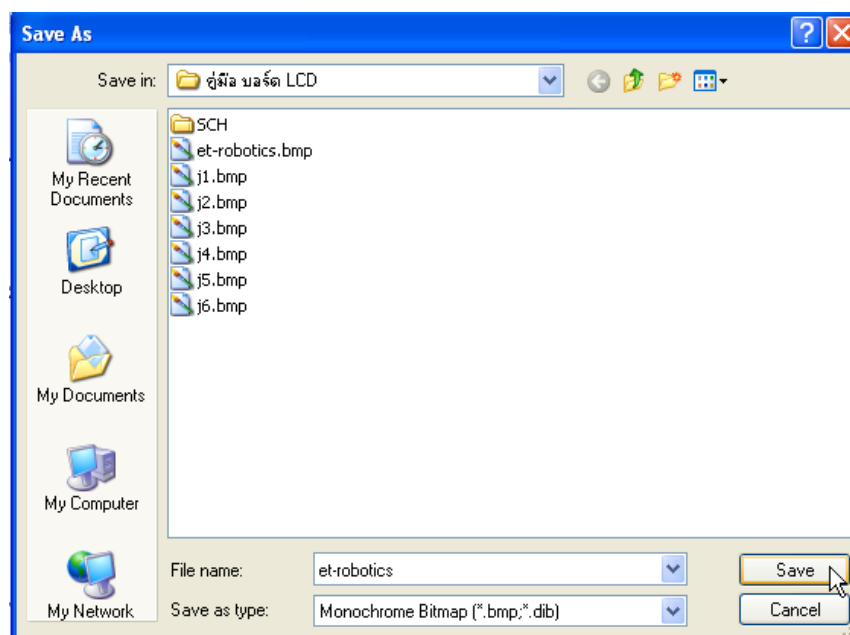 Save As
Save in:
คู่มือ บอร์ด LCD
SCH
et-robotics.bmp
j1.bmp
j2.bmp
j3.bmp
j4.bmp
j5.bmp
j6.bmp
My Recent
Documents
Desktop
My Documents
My Computer
My Network
File name:
et-robotics
Save
Save as type:
Monochrome Bitmap (*.bmp;*.dib)
Cancel